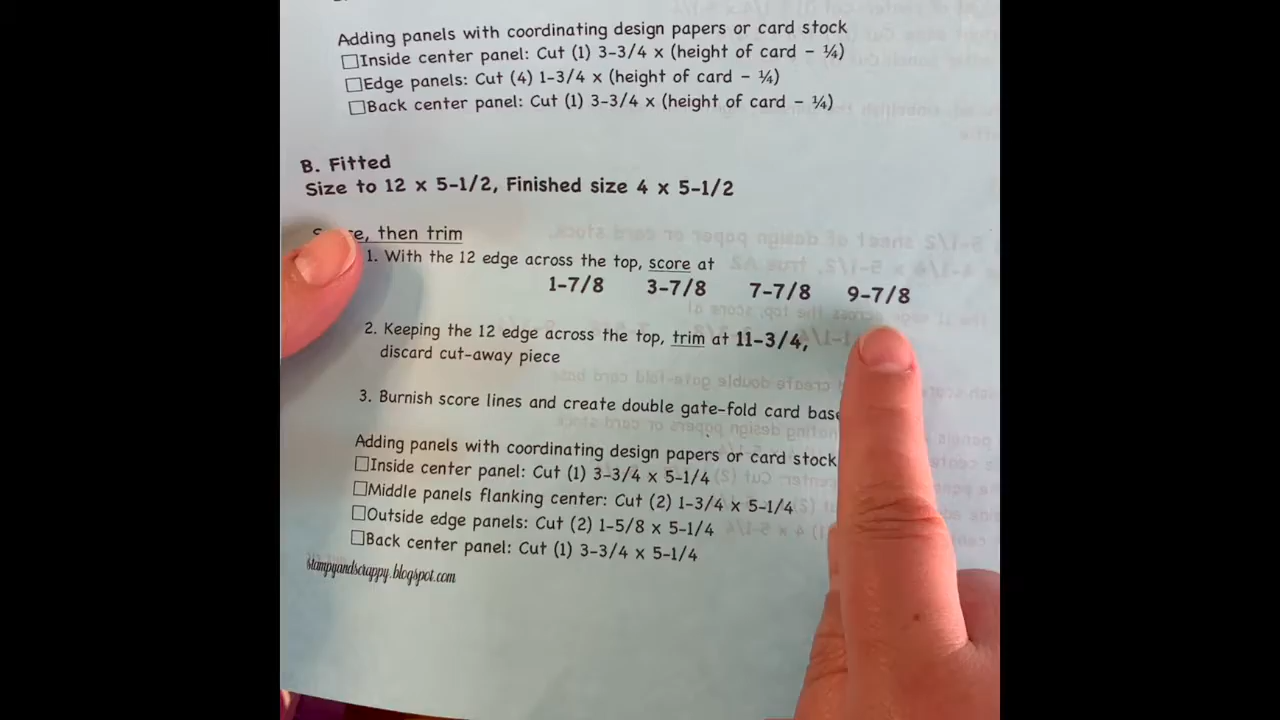 Adding panels with coordinating design papers or card stock
☐Inside center panel: Cut (1) 3-3/4 x (height of card - ¼)
☐Edge panels: Cut (4) 1-3/4 x (height of card - ¼)
☐Back center panel: Cut (1) 3-3/4 x (height of card - ¼)
B. Fitted
Size to 12 x 5-1/2, Finished size 4 x 5-1/2
then trim
1. With the 12 edge across the top, score at
1-7/8 3-7/8 7-7/8 9-7/8
2. Keeping the 12 edge across the top, trim at 11-3/4,
discard cut-away piece
3. Burnish score lines and create double gate-fold card base
Adding panels with coordinating design papers or card stock
☐Inside center panel: Cut (1) 3-3/4 x 5-1/4
☐Middle panels flanking center: Cut (2) 1-3/4 x 5-1/4
☐Outside edge panels: Cut (2) 1-5/8 x 5-1/4
☐Back center panel: Cut (1) 3-3/4 x 5-1/4
stampyandscrappy.blogspot.com